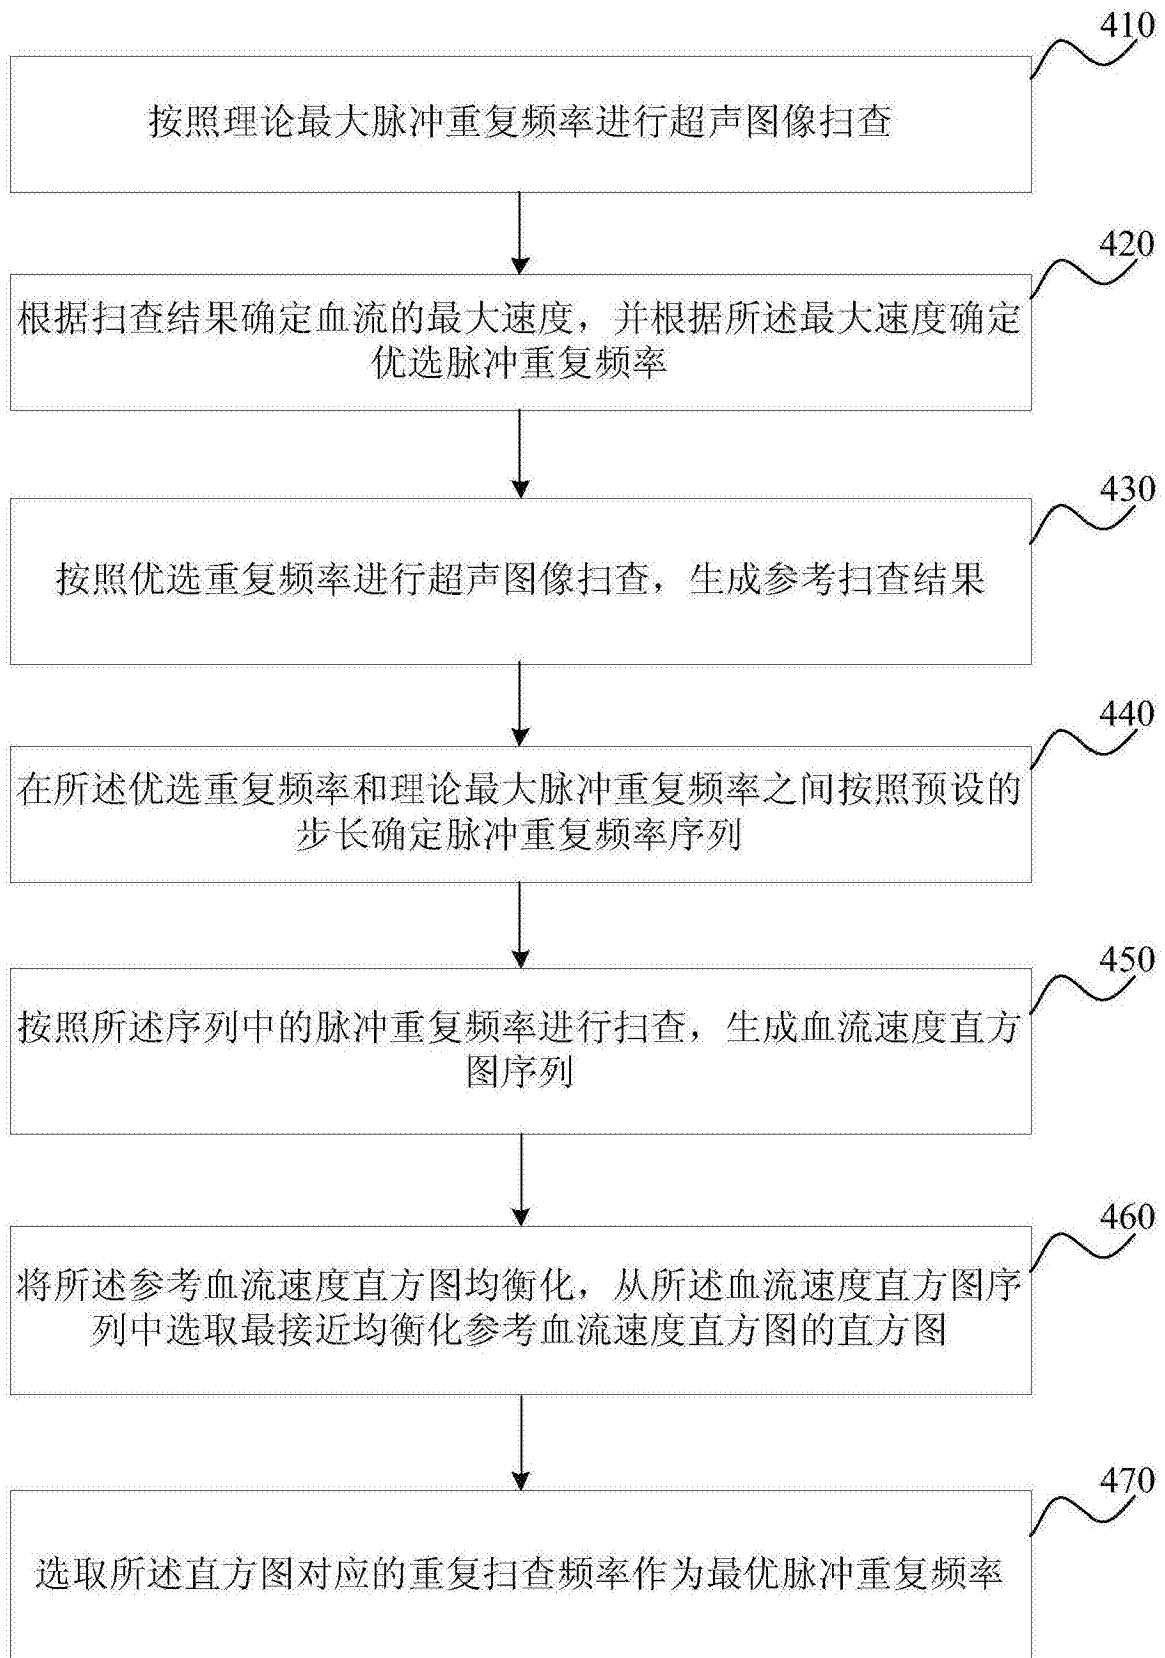 410
按照理论最大脉冲重复频率进行超声图像扫查
420
根据扫查结果确定血流的最大速度，并根据所述最大速度确定
优选脉冲重复频率
430
按照优选重复频率进行超声图像扫查，生成参考扫查结果
440
在所述优选重复频率和理论最大脉冲重复频率之间按照预设的
步长确定脉冲重复频率序列
450
按照所述序列中的脉冲重复频率进行扫查，生成血流速度直方
图序列
460
将所述参考血流速度直方图均衡化，从所述血流速度直方图序
列中选取最接近均衡化参考血流速度直方图的直方图
470
选取所述直方图对应的重复扫查频率作为最优脉冲重复频率